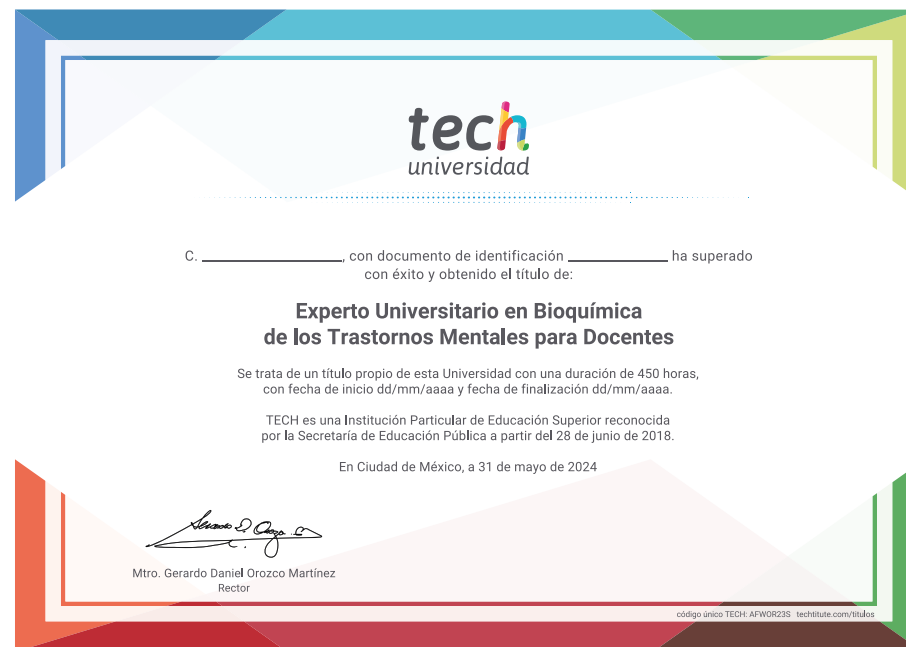 tech
universidad
C. ____________, con documento de identificación ____________ ha superado
con éxito y obtenido el título de:
Experto Universitario en Bioquímica
de los Trastornos Mentales para Docentes
Se trata de un título propio de esta Universidad con una duración de 450 horas,
con fecha de inicio dd/mm/aaaa y fecha de finalización dd/mm/aaaa.
TECH es una Institución Particular de Educación Superior reconocida
por la Secretaría de Educación Pública a partir del 28 de junio de 2018.
En Ciudad de México, a 31 de mayo de 2024
Mtro. Gerardo Daniel Orozco Martínez
Rector
código único TECH: AFWOR23S techtitute.com/titulos